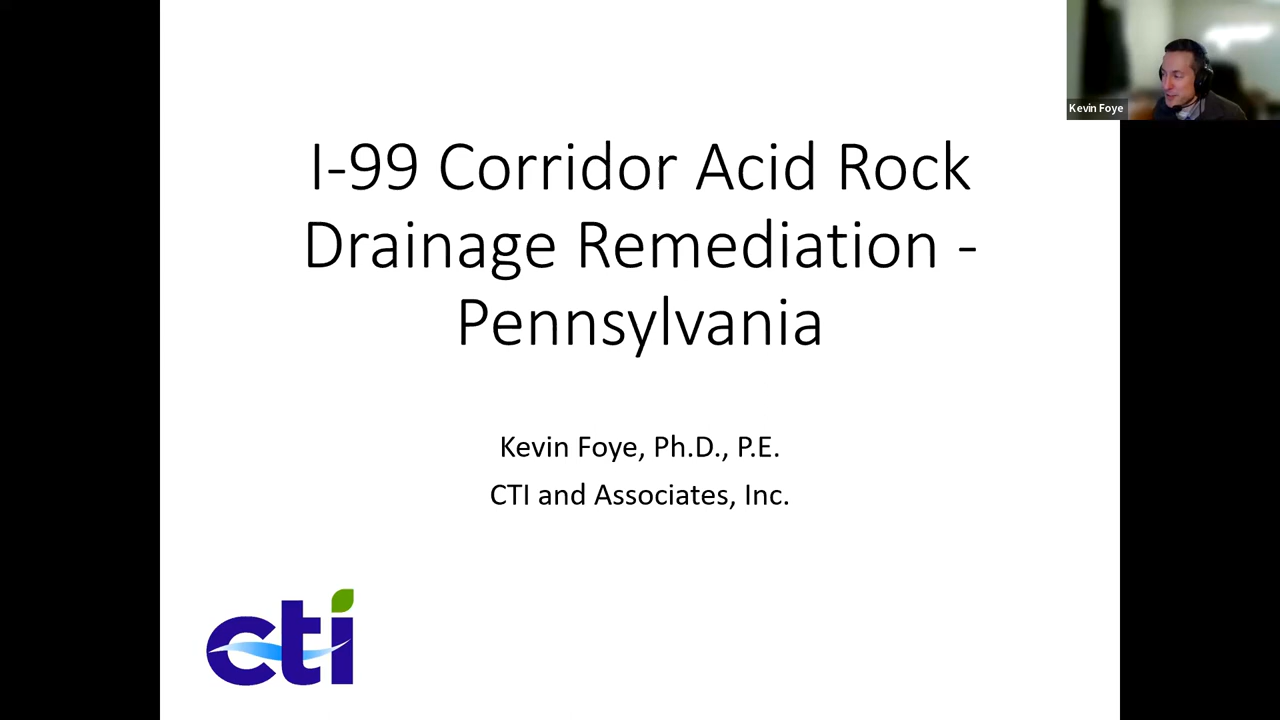 Kevin Foye
I-99 Corridor Acid Rock
Drainage Remediation -
Pennsylvania
Kevin Foye, Ph.D., P.E.
CTI and Associates, Inc.
cti